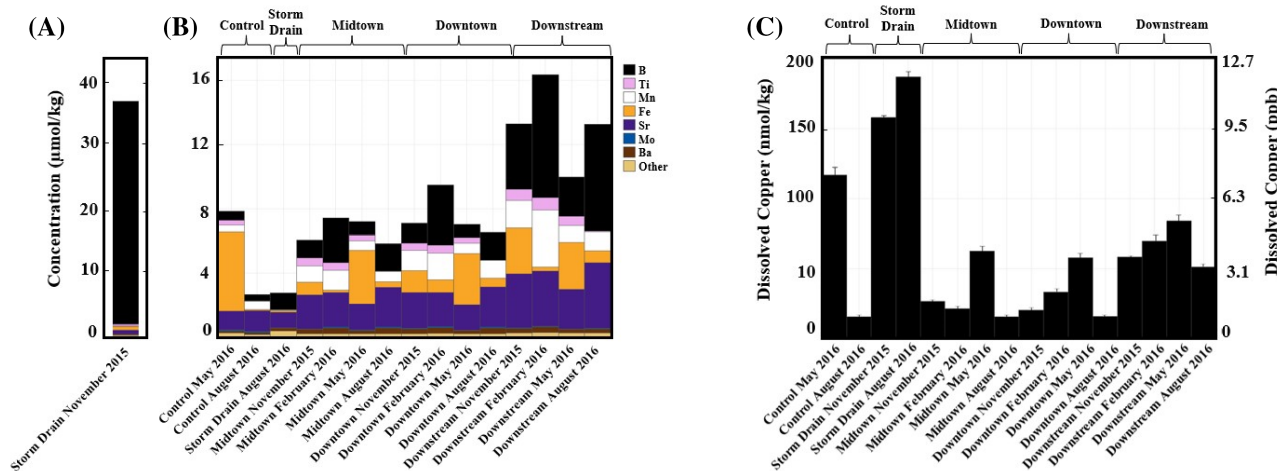 (A)
Concentration (μmol/kg)
40
30
20
10
0
Storm Drain November 2015
(B)
Control
Storm
Drain
Midtown
Downtown
Downstream
16
12
8
4
0
B
Ti
Mn
Fe
Sr
Mo
Ba
Other
Control May 2016
Control August 2016
Storm Drain August 2016
Midtown November 2015
Midtown February 2016
Midtown May 2016
Midtown August 2016
Downtown November 2015
Downtown February 2016
Downtown May 2016
Downtown August 2016
Downstream November 2015
Downstream February 2016
Downstream May 2016
Downstream August 2016
(C)
Control
Storm
Drain
Midtown
Downtown
Downstream
Dissolved Copper (nmol/kg)
200
150
100
10
0
12.7
9.5
6.3
3.1
0
Dissolved Copper (ppb)
Control May 2016
Control August 2016
Storm Drain November 2015
Storm Drain August 2016
Midtown November 2015
Midtown February 2016
Midtown May 2016
Midtown August 2016
Downtown November 2015
Downtown February 2016
Downtown May 2016
Downtown August 2016
Downstream November 2015
Downstream February 2016
Downstream May 2016
Downstream August 2016